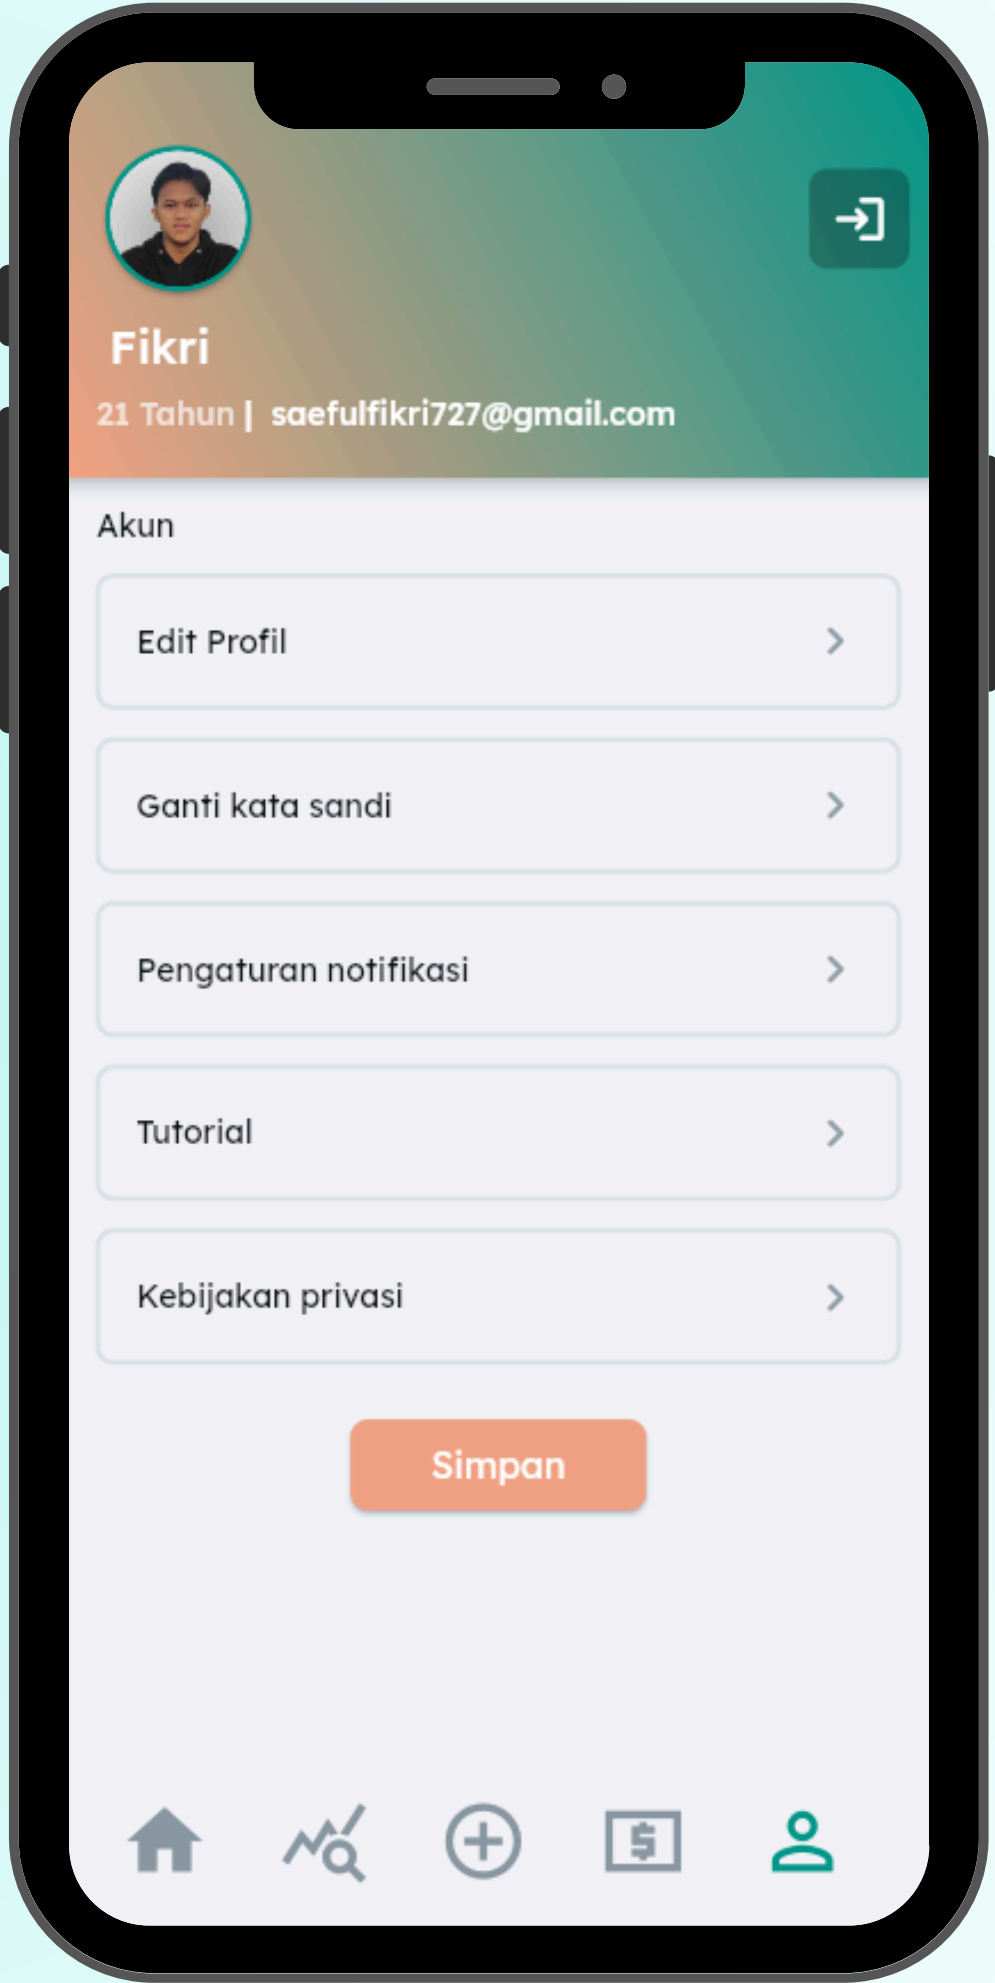 Fikri
21 Tahun | saefulfikri727@gmail.com
Akun
Edit Profil
Ganti kata sandi
Pengaturan notifikasi
Tutorial
Kebijakan privasi
Simpan